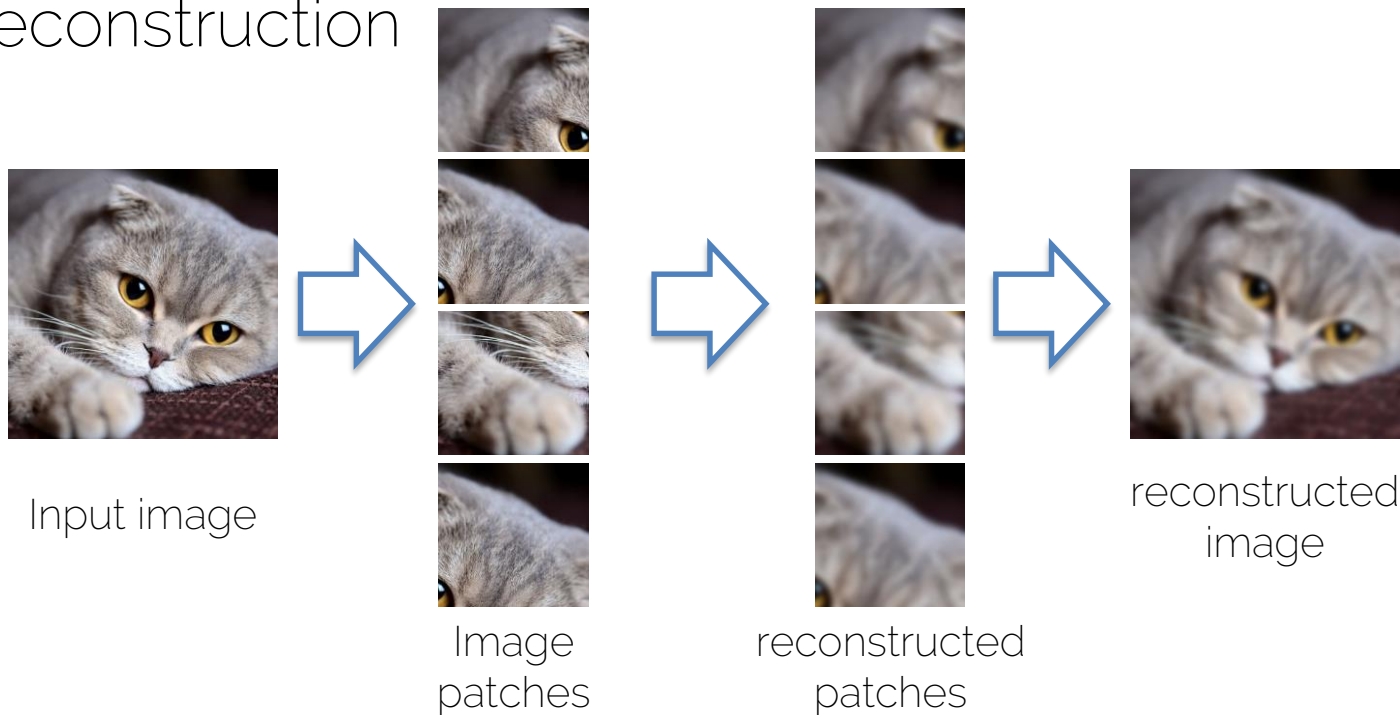 econstruction
Input image
Image
patches
reconstructed
patches
reconstructed
image